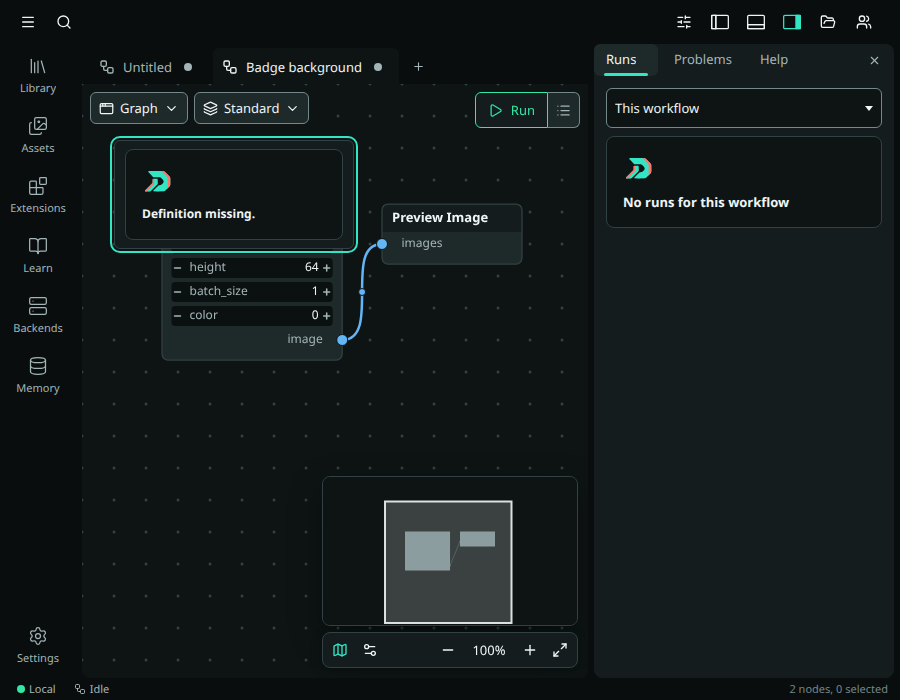 Library
Assets
Extensions
Learn
Backends
Memory
Settings
Untitled
Badge background
Graph
Standard
Run
Definition missing.
height 64
batch_size 1
color 0
image
Preview Image
images
100%
Runs
Problems
Help
This workflow
No runs for this workflow
Local
Idle
2 nodes, 0 selected